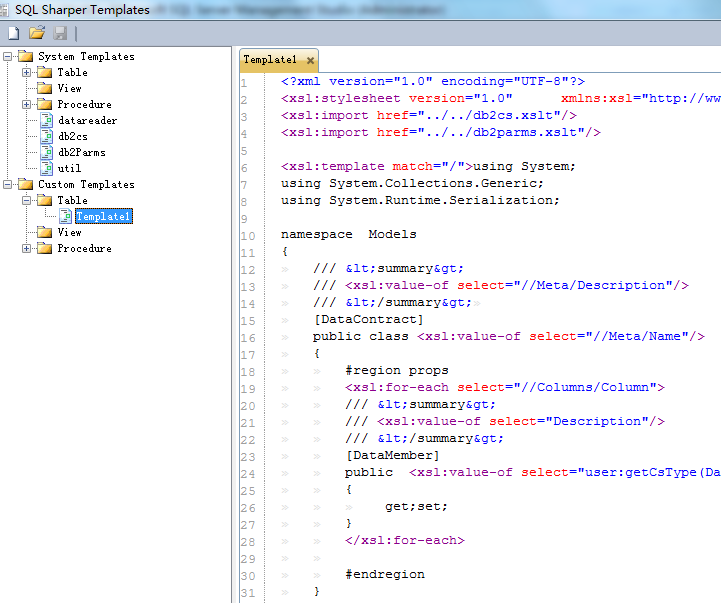 SQL Sharper Templates
System Templates
Table
View
Procedure
datareader
db2cs
db2Parms
util
Custom Templates
Table
Template1
View
Procedure
Template1
1 <?xml version="1.0" encoding="UTF-8"?>
2 <xsl:stylesheet version="1.0" xmlns:xsl="http://ww
3 <xsl:import href="../../db2cs.xslt"/>
4 <xsl:import href="../../db2parms.xslt"/>
5
6 <xsl:template match="/">using System;
7 using System.Collections.Generic;
8 using System.Runtime.Serialization;
9
10 namespace Models
11 {
12 /// &lt;summary&gt;
13 /// <xsl:value-of select="//Meta/Description"/>
14 /// &lt;/summary&gt;
15 [DataContract]
16 public class <xsl:value-of select="//Meta/Name"/>
17 {
18 #region props
19 <xsl:for-each select="//Columns/Column">
20 /// &lt;summary&gt;
21 /// <xsl:value-of select="Description"/>
22 /// &lt;/summary&gt;
23 [DataMember]
24 public <xsl:value-of select="user:getCsType(Da
25 {
26 get;set;
27 }
28 </xsl:for-each>
29
30 #endregion
31 }